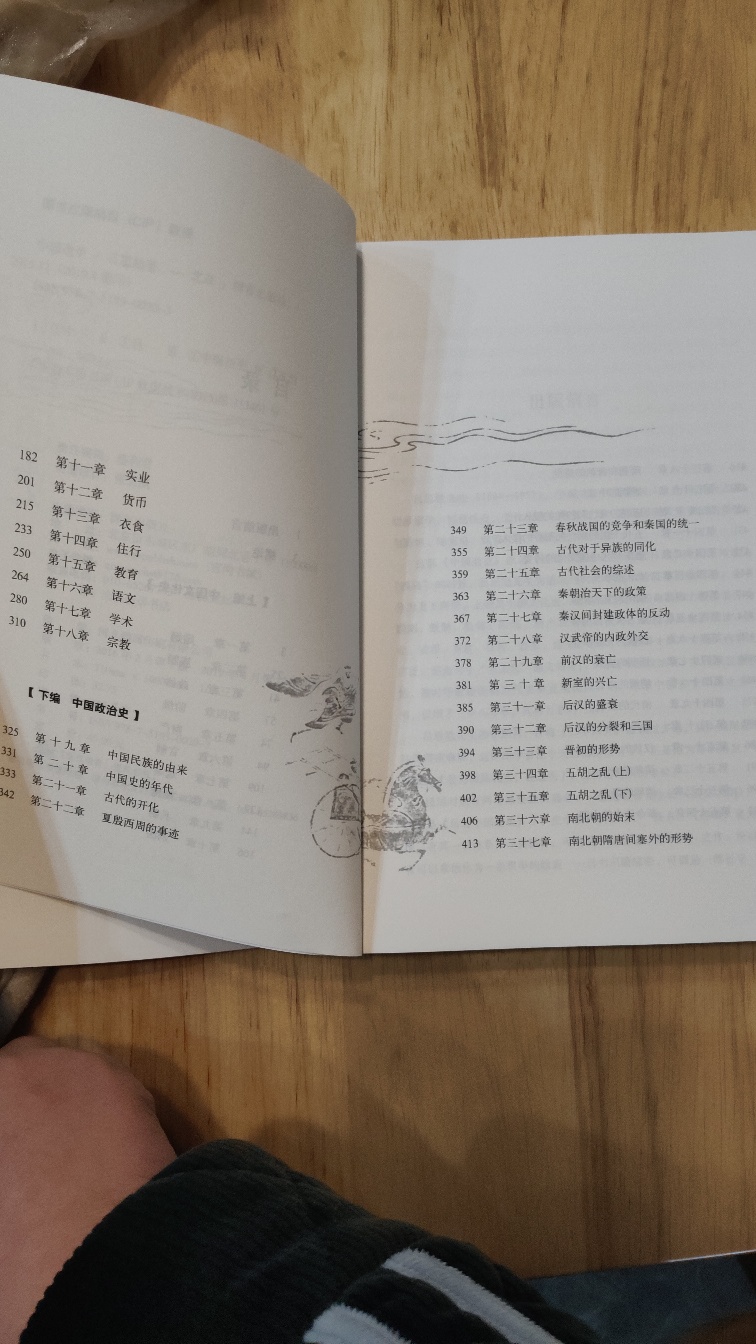 182 第十一章 实业
201 第十二章 货币
215 第十三章 衣食
233 第十四章 住行
250 第十五章 教育
264 第十六章 语文
280 第十七章 学术
310 第十八章 宗教
【下编 中国政治史】
325 第十九章 中国民族的由来
331 第二十章 中国史的年代
333 第二十一章 古代的开化
342 第二十二章 夏殷西周的事迹
349 第二十三章 春秋战国的竞争和秦国的统一
355 第二十四章 古代对于异族的同化
359 第二十五章 古代社会的综述
363 第二十六章 秦朝治天下的政策
367 第二十七章 秦汉间封建政体的反动
372 第二十八章 汉武帝的内政外交
378 第二十九章 前汉的衰亡
381 第三十章 新室的兴亡
385 第三十一章 后汉的盛衰
390 第三十二章 后汉的分裂和三国
394 第三十三章 晋初的形势
398 第三十四章 五胡之乱(上)
402 第三十五章 五胡之乱(下)
406 第三十六章 南北朝的始末
413 第三十七章 南北朝隋唐间塞外的形势